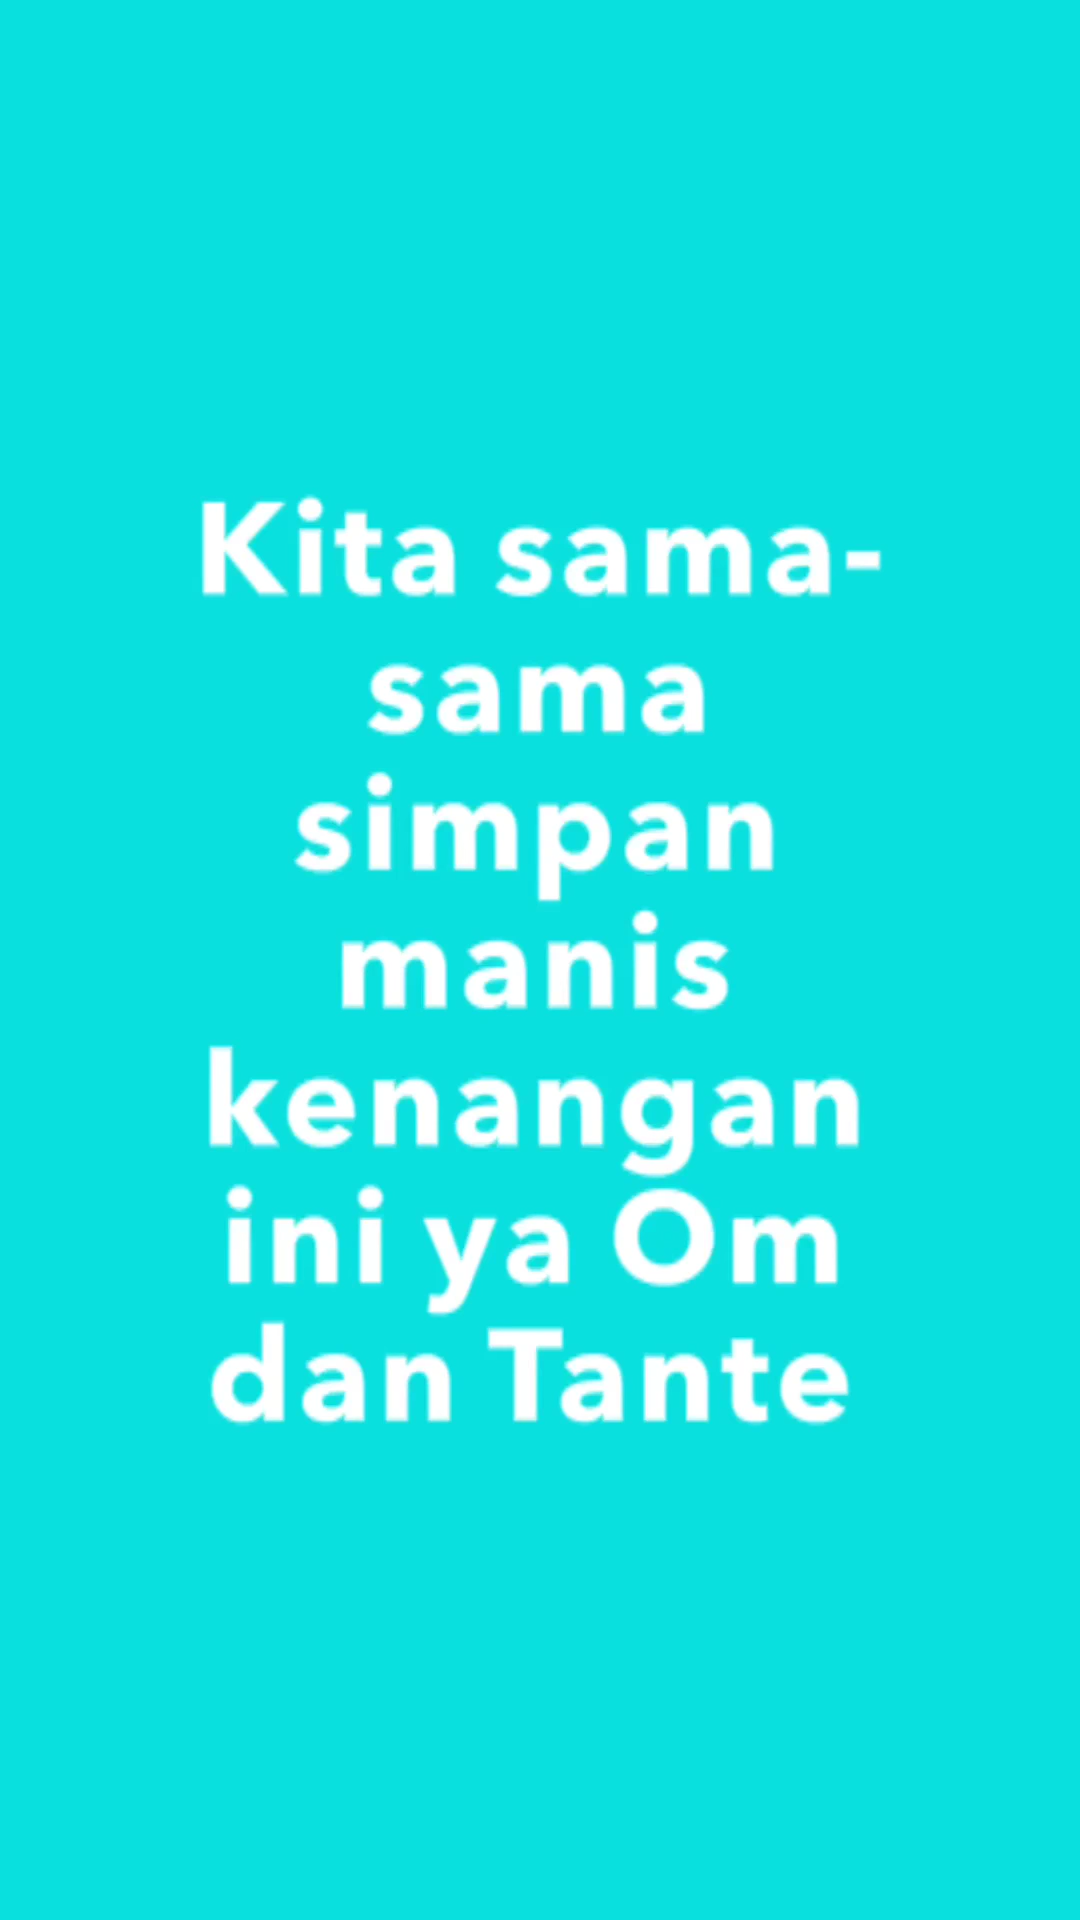 Kita sama-
sama
simpan
manis
kenangan
ini ya Om
dan Tante